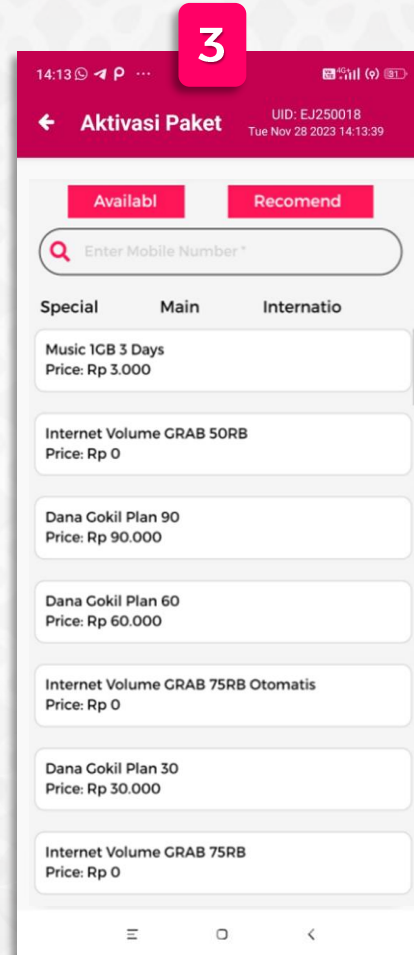 3
14:13
4G
31
Aktivasi Paket
UID: EJ250018
Tue Nov 28 2023 14:13:39
Availabl Recomend
Enter Mobile Number*
Special Main Internatio
Music 1GB 3 Days
Price: Rp 3.000
Internet Volume GRAB 50RB
Price: Rp 0
Dana Gokil Plan 90
Price: Rp 90.000
Dana Gokil Plan 60
Price: Rp 60.000
Internet Volume GRAB 75RB Otomatis
Price: Rp 0
Dana Gokil Plan 30
Price: Rp 30.000
Internet Volume GRAB 75RB
Price: Rp 0